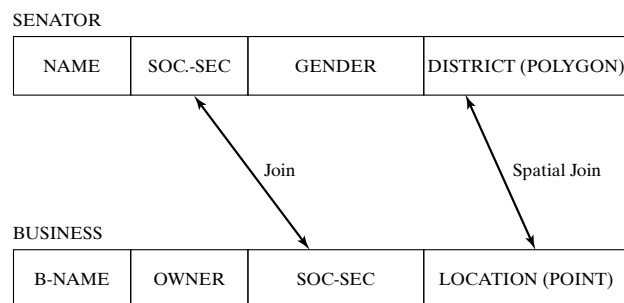 SENATOR
NAME SOC.-SEC GENDER DISTRICT (POLYGON)
Join
Spatial Join
BUSINESS
B-NAME OWNER SOC-SEC LOCATION (POINT)